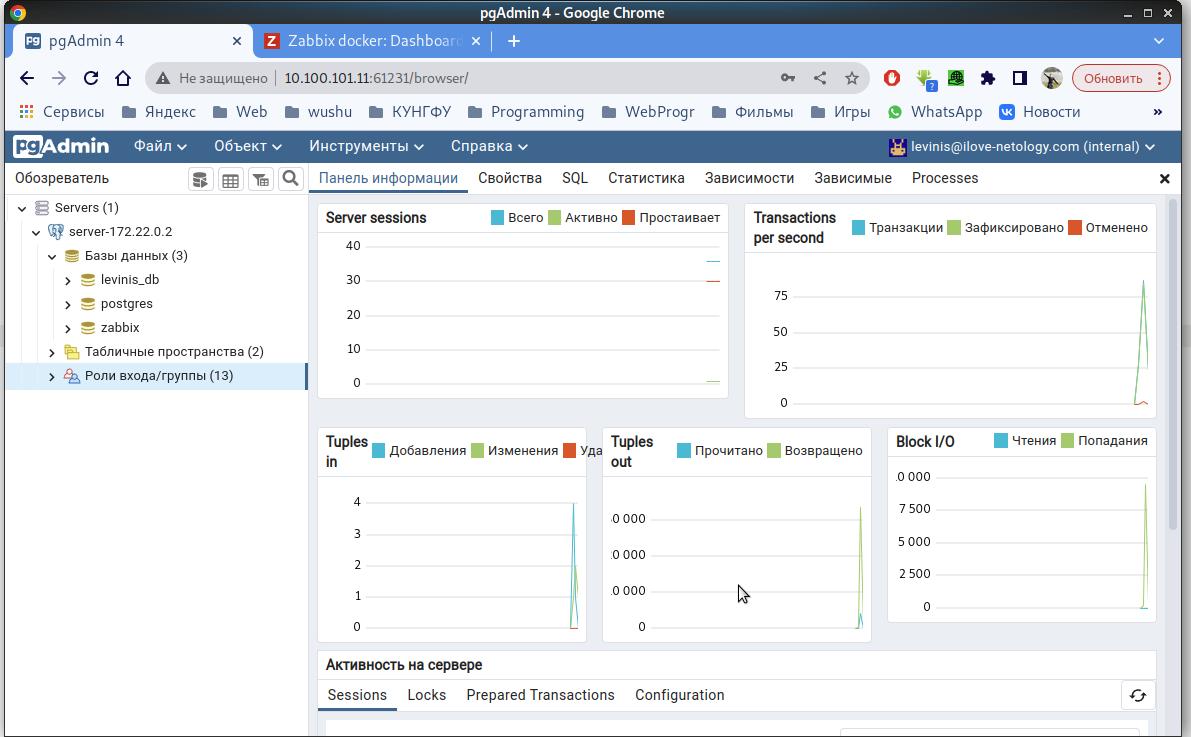 pgAdmin 4 - Google Chrome
pg pgAdmin 4
Z Zabbix docker: Dashboard
Не защищено 10.100.101.11:61231/browser/
? Обновить
Сервисы Яндекс Web wushu КУНГФУ Programming WebProgr Фильмы Игры WhatsApp Новости »
pgAdmin Файл Объект Инструменты Справка levinis@ilove-netology.com (internal)
Обозреватель
Панель информации Свойства SQL Статистика Зависимости Зависимые Processes
Servers (1)
server-172.22.0.2
Базы данных (3)
levinis_db
postgres
zabbix
Табличные пространства (2)
Роли входа/группы (13)
Server sessions Всего Активно Простаивает
40
30
20
10
0
Transactions
per second
Транзакции Зафиксировано Отменено
75
50
25
0
Tuples
in
Добавления Изменения Уда
4
3
2
1
0
Tuples
out
Прочитано Возвращено
0 000
0 000
0 000
0
Block I/O Чтения Попадания
0 000
7 500
5 000
2 500
0
Активность на сервере
Sessions Locks Prepared Transactions Configuration